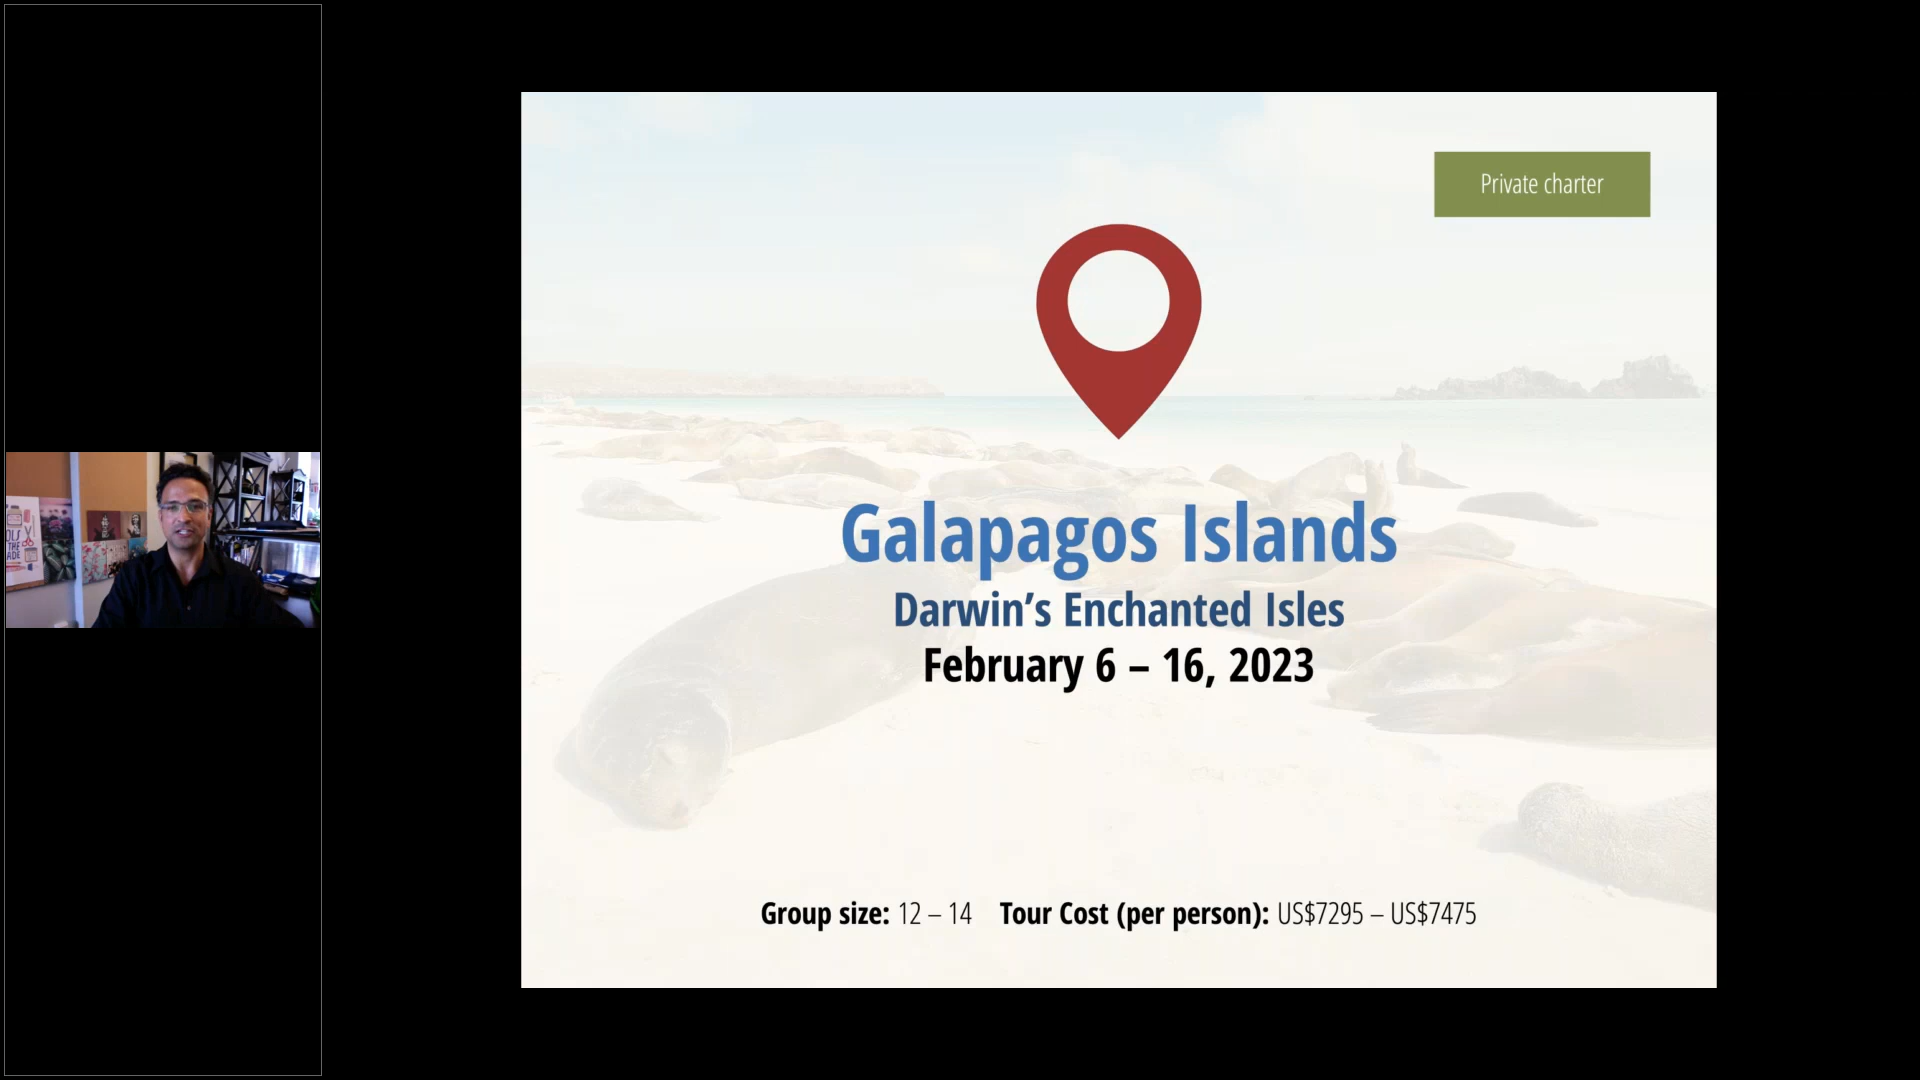 Private charter
Galapagos Islands
Darwin’s Enchanted Isles
February 6 – 16, 2023
Group size: 12 – 14 Tour Cost (per person): US$7295 – US$7475